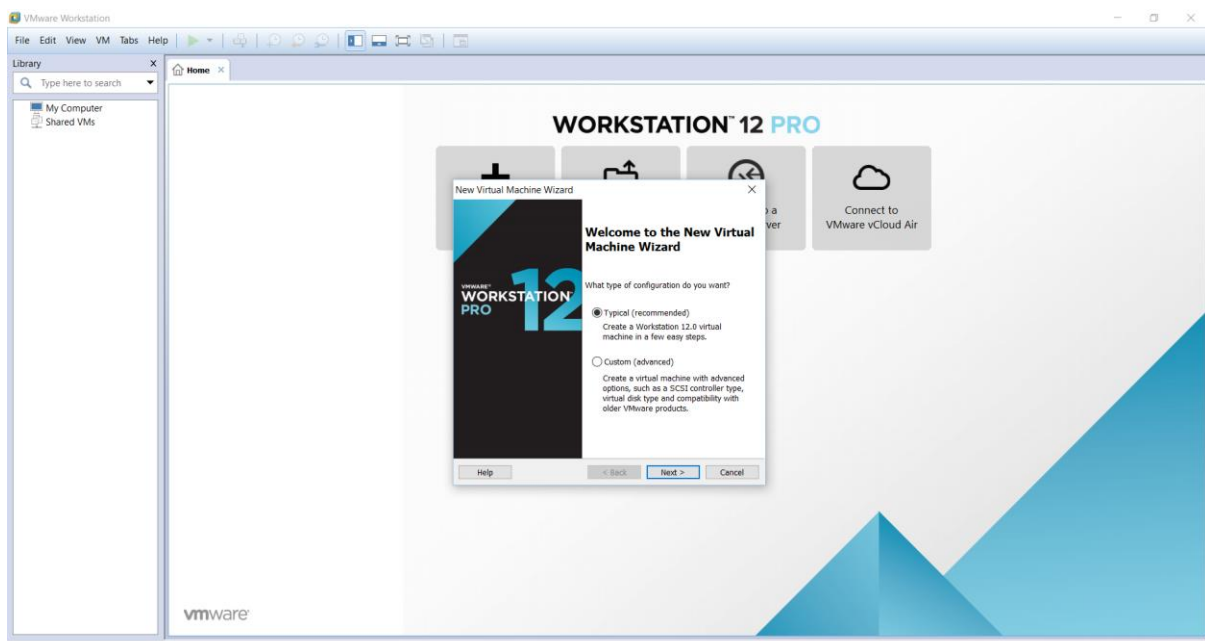 VMware Workstation
File Edit View VM Tabs Help
Library X
Home ×
Type here to search
My Computer
Shared VMs
WORKSTATION™ 12 PRO
a
ver
Connect to
VMware vCloud Air
New Virtual Machine Wizard
VMWARE®
WORKSTATION
PRO 12
Welcome to the New Virtual
Machine Wizard
What type of configuration do you want?
Typical (recommended)
Create a Workstation 12.0 virtual
machine in a few easy steps.
Custom (advanced)
Create a virtual machine with advanced
options, such as a SCSI controller type,
virtual disk type and compatibility with
older VMware products.
Help < Back Next > Cancel
vmware